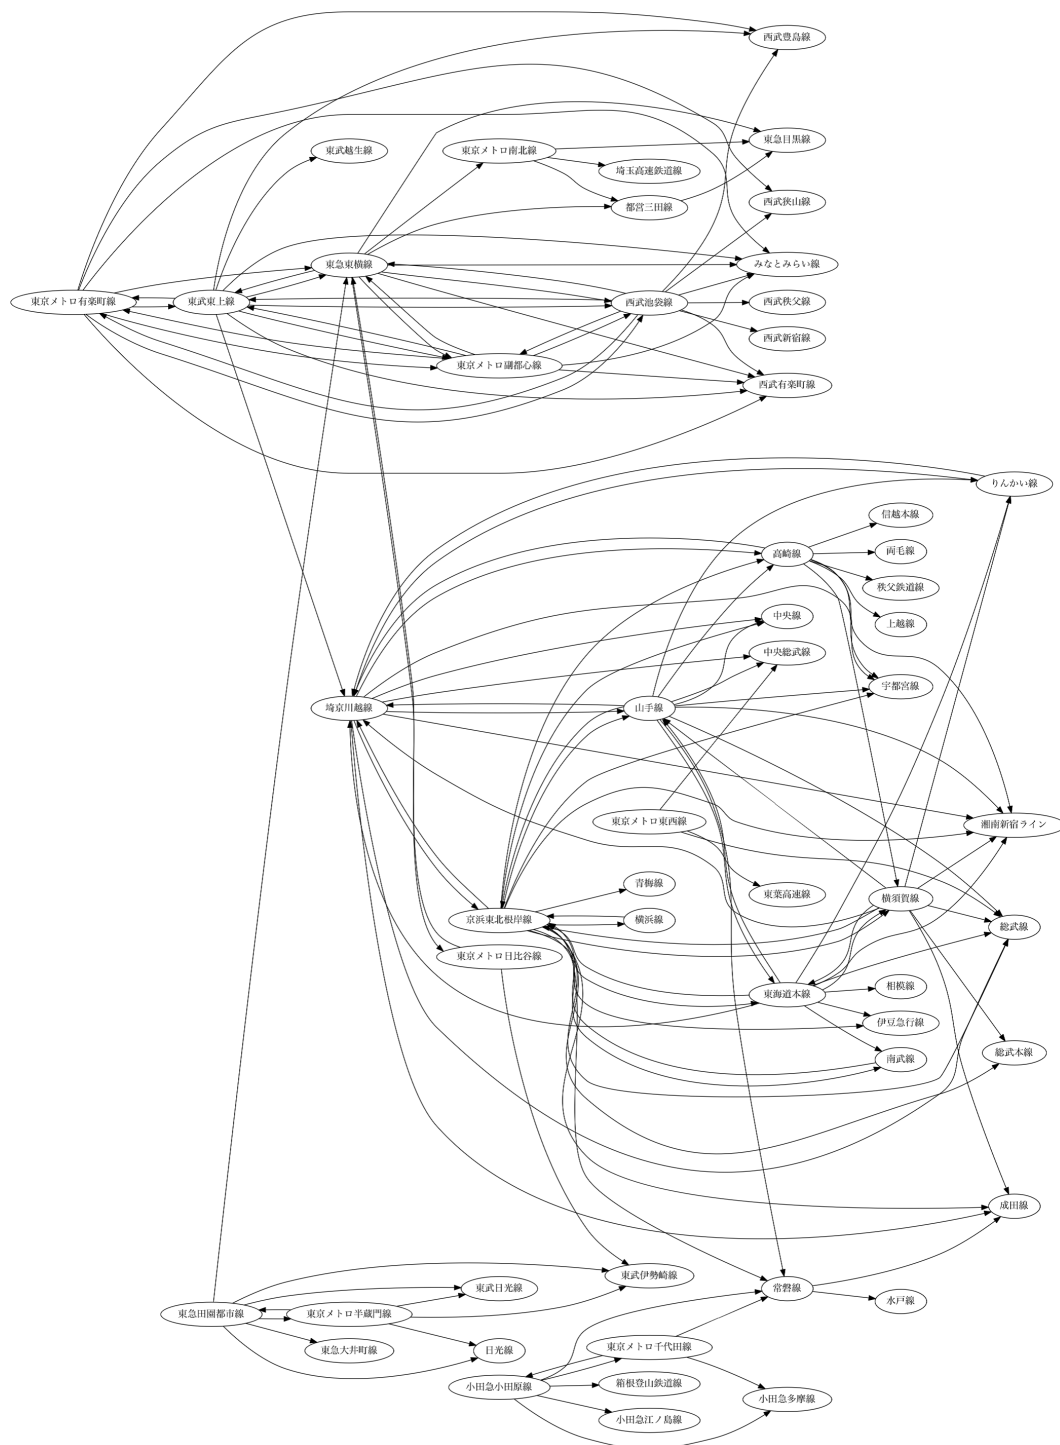 西武豊島線
東急目黒線
東武越生線
東京メトロ南北線
埼玉高速鉄道線
西武狭山線
都営三田線
東急東横線
みなとみらい線
東京メトロ有楽町線
東武東上線
西武池袋線
西武秩父線
西武新宿線
東京メトロ副都心線
西武有楽町線
りんかい線
信越本線
高崎線
両毛線
秩父鉄道線
中央線
上越線
中央総武線
宇都宮線
埼京川越線
山手線
東京メトロ東西線
湘南新宿ライン
青梅線
東葉高速線
横須賀線
京浜東北根岸線
横浜線
総武線
東京メトロ日比谷線
東海道本線
相模線
伊豆急行線
総武本線
南武線
成田線
東武伊勢崎線
東武日光線
常磐線
水戸線
東急田園都市線
東京メトロ半蔵門線
東急大井町線
日光線
東京メトロ千代田線
小田急小田原線
箱根登山鉄道線
小田急多摩線
小田急江ノ島線